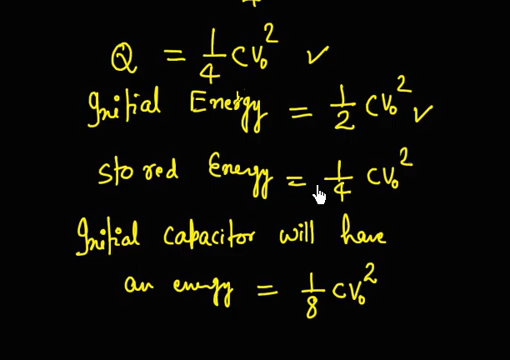 Q = 1/4 CV₀² ✓
Initial Energy = 1/2 CV₀² ✓
stored Energy = 1/4 CV₀²
Initial capacitor will have
an energy = 1/8 CV₀²